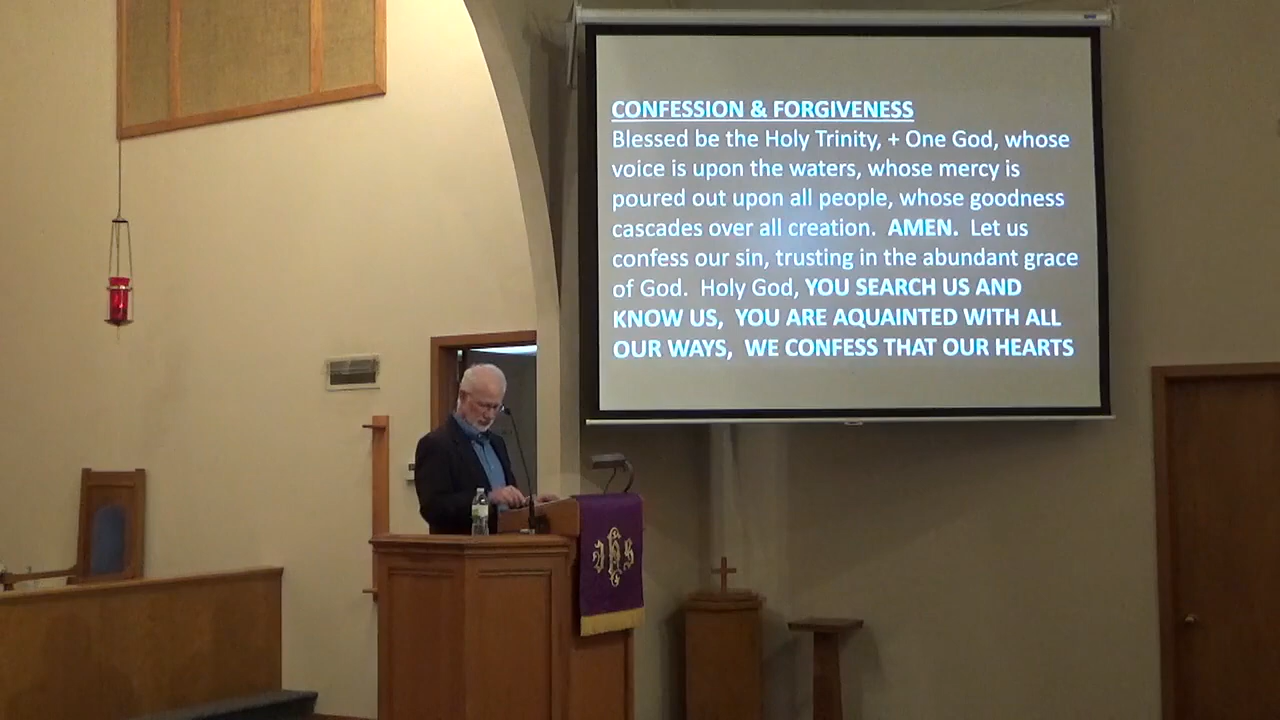 CONFESSION & FORGIVENESS
Blessed be the Holy Trinity, + One God, whose
voice is upon the waters, whose mercy is
poured out upon all people, whose goodness
cascades over all creation.  AMEN.  Let us
confess our sin, trusting in the abundant grace
of God.  Holy God, YOU SEARCH US AND
KNOW US,  YOU ARE AQUAINTED WITH ALL
OUR WAYS,  WE CONFESS THAT OUR HEARTS
IHS